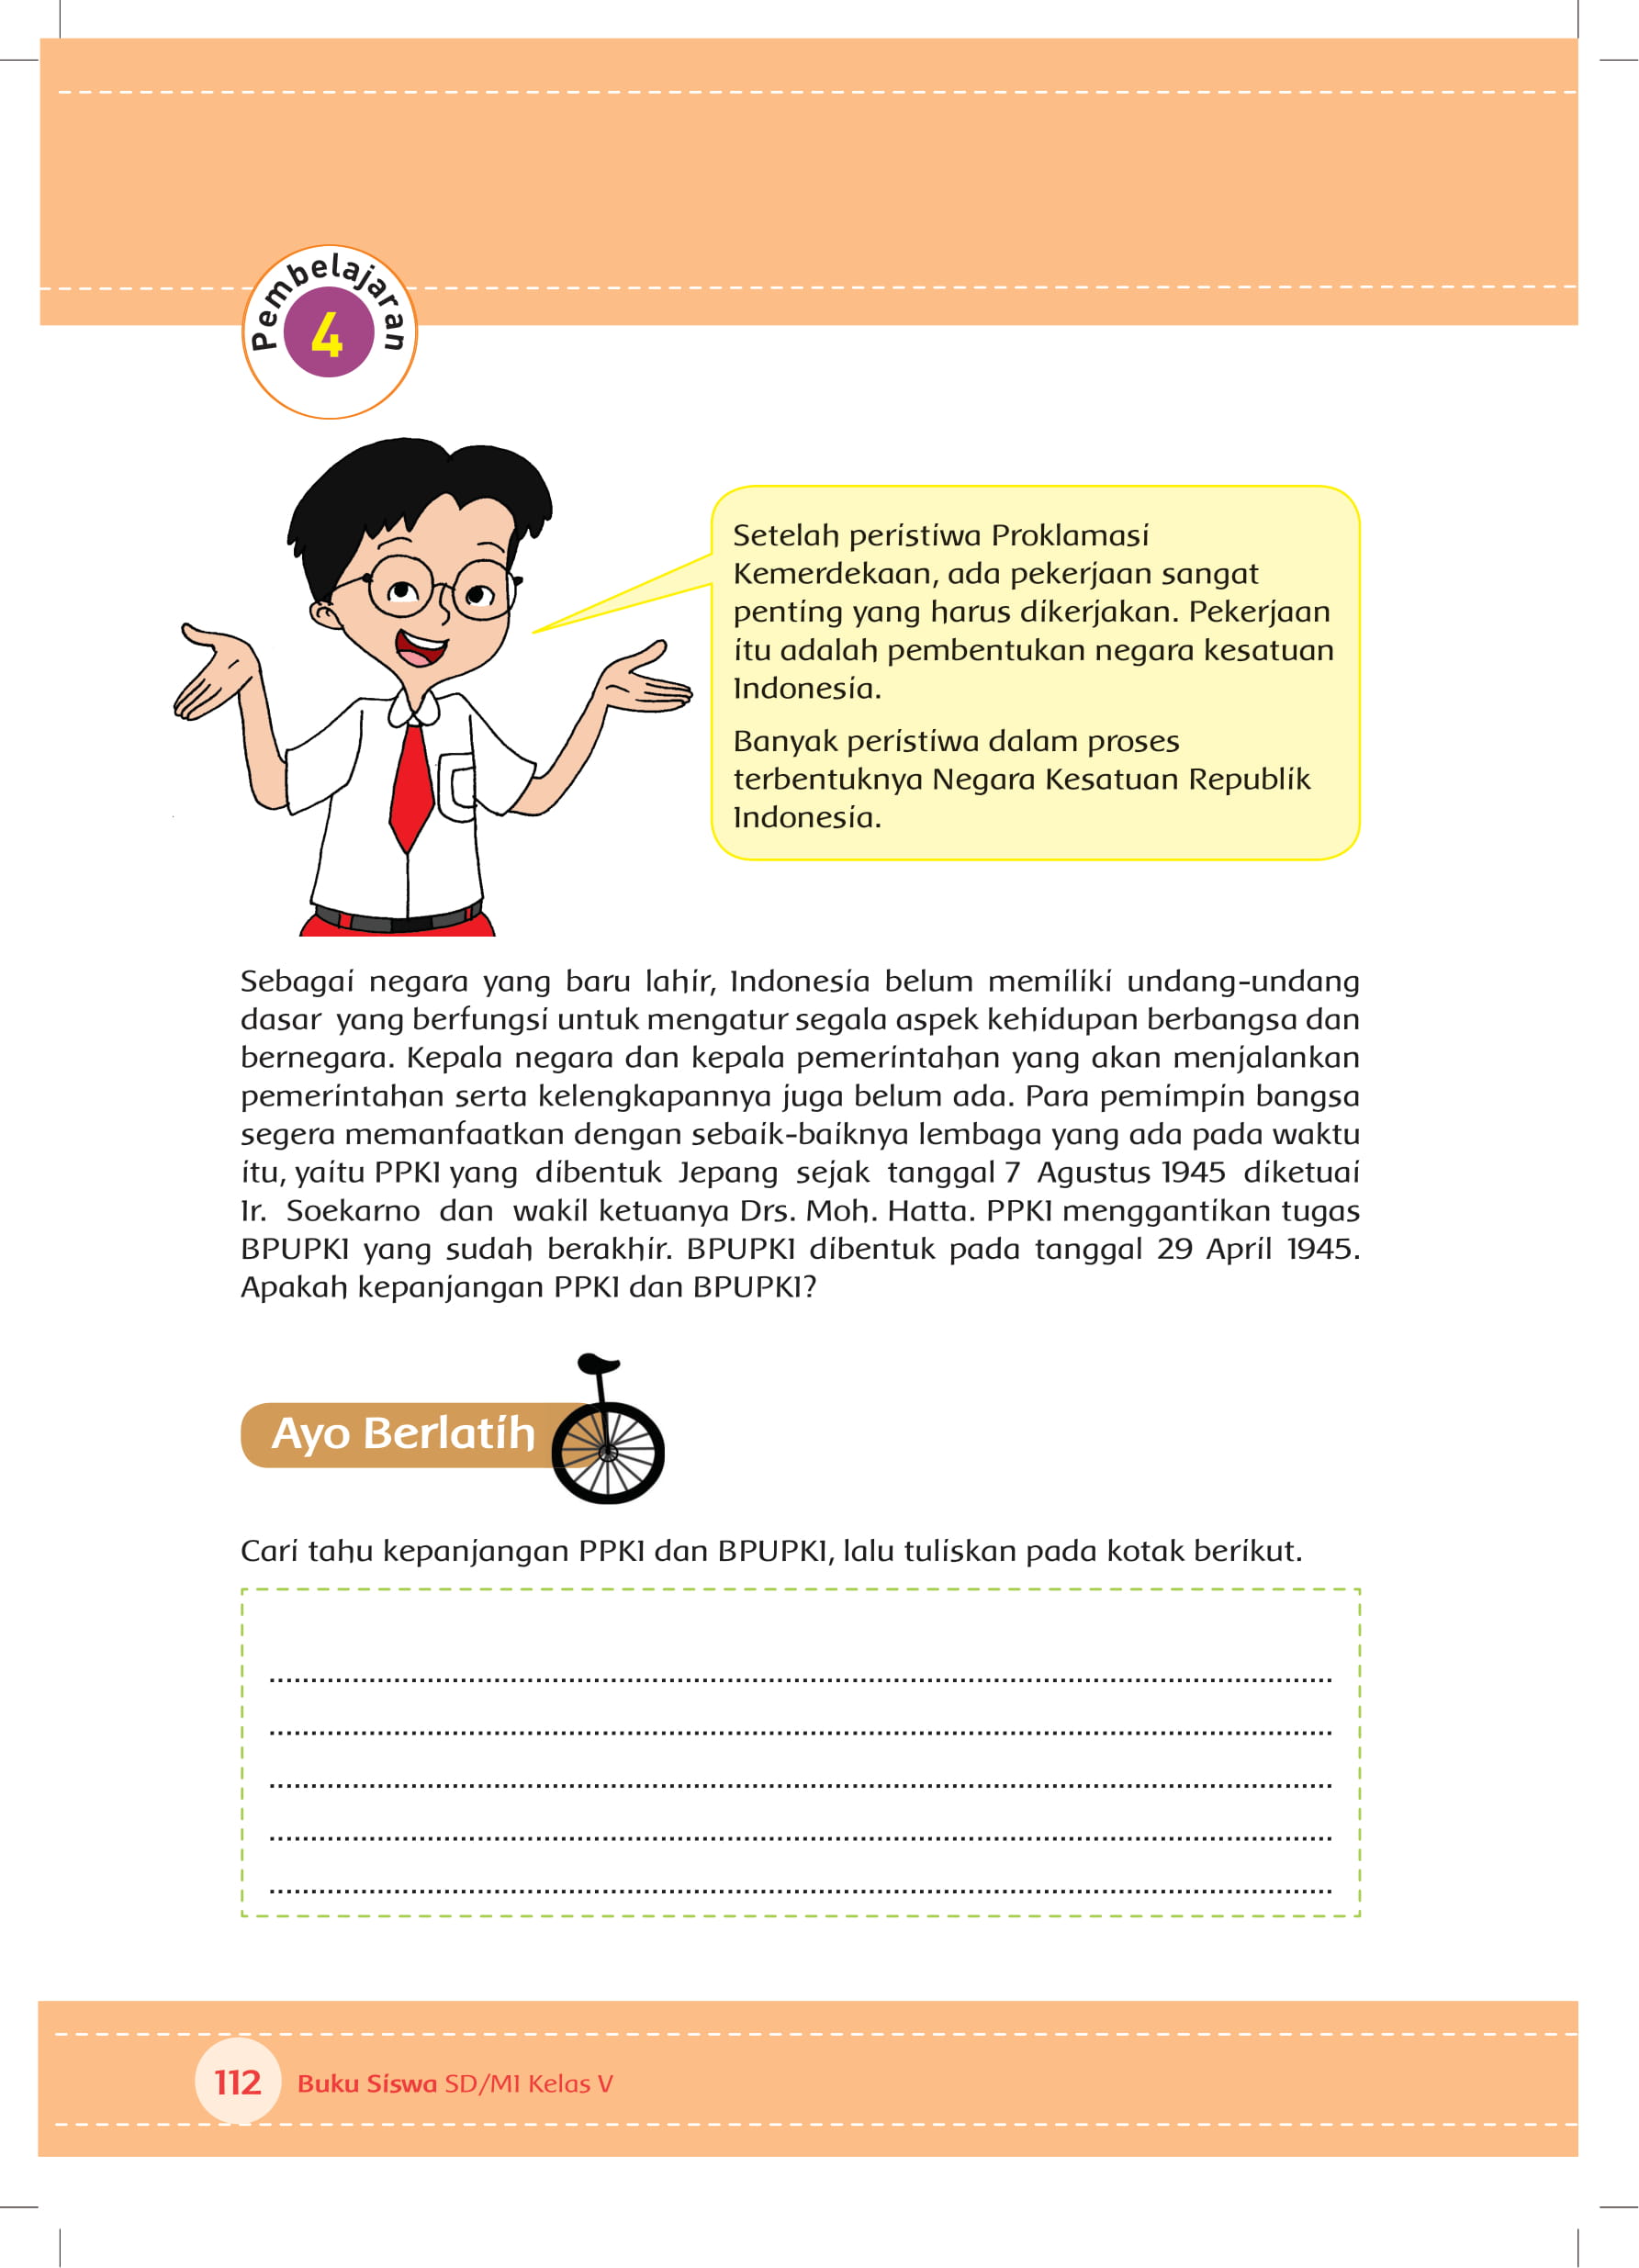 Pembelajaran
4
Setelah peristiwa Proklamasi
Kemerdekaan, ada pekerjaan sangat
penting yang harus dikerjakan. Pekerjaan
itu adalah pembentukan negara kesatuan
Indonesia.
Banyak peristiwa dalam proses
terbentuknya Negara Kesatuan Republik
Indonesia.
Sebagai negara yang baru lahir, Indonesia belum memiliki undang-undang
dasar yang berfungsi untuk mengatur segala aspek kehidupan berbangsa dan
bernegara. Kepala negara dan kepala pemerintahan yang akan menjalankan
pemerintahan serta kelengkapannya juga belum ada. Para pemimpin bangsa
segera memanfaatkan dengan sebaik-baiknya lembaga yang ada pada waktu
itu, yaitu PPKI yang dibentuk Jepang sejak tanggal 7 Agustus 1945 diketuai
Ir. Soekarno dan wakil ketuanya Drs. Moh. Hatta. PPKI menggantikan tugas
BPUPKI yang sudah berakhir. BPUPKI dibentuk pada tanggal 29 April 1945.
Apakah kepanjangan PPKI dan BPUPKI?
Ayo Berlatih
Cari tahu kepanjangan PPKI dan BPUPKI, lalu tuliskan pada kotak berikut.
112 Buku Siswa SD/MI Kelas V